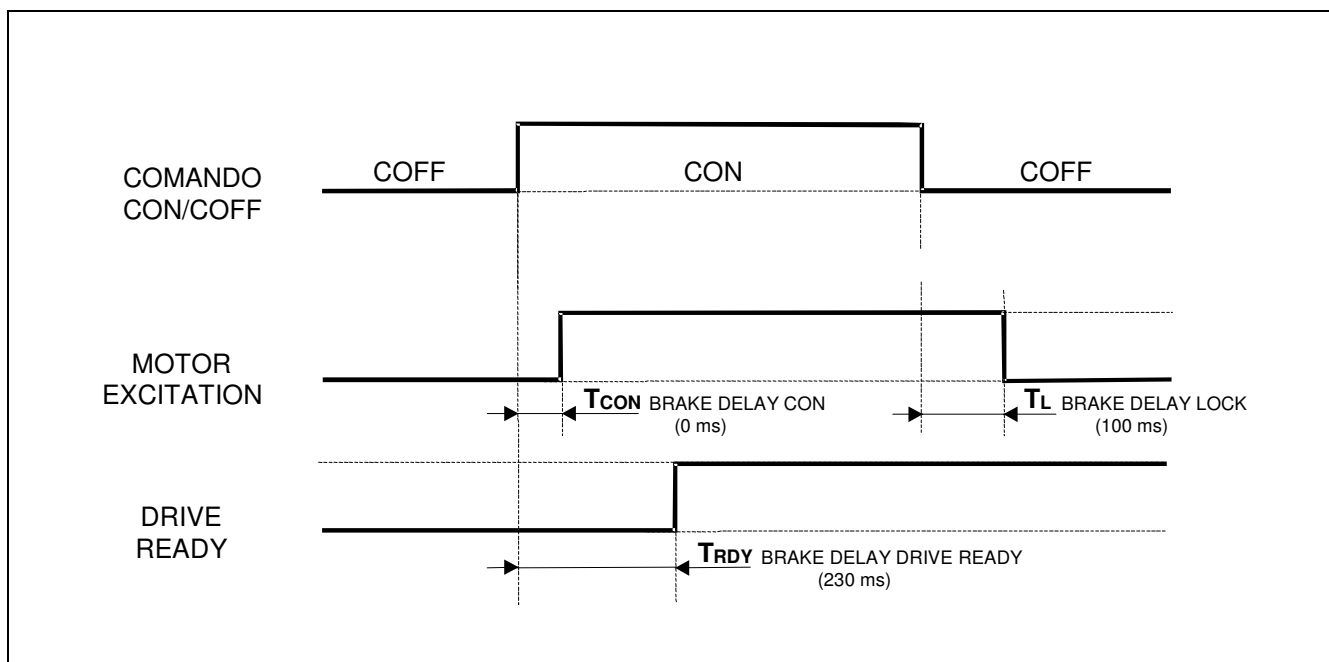 COMANDO
CON/COFF
COFF
CON
COFF
MOTOR
EXCITATION
TCON BRAKE DELAY CON
(0 ms)
TL BRAKE DELAY LOCK
(100 ms)
DRIVE
READY
TRDY BRAKE DELAY DRIVE READY
(230 ms)